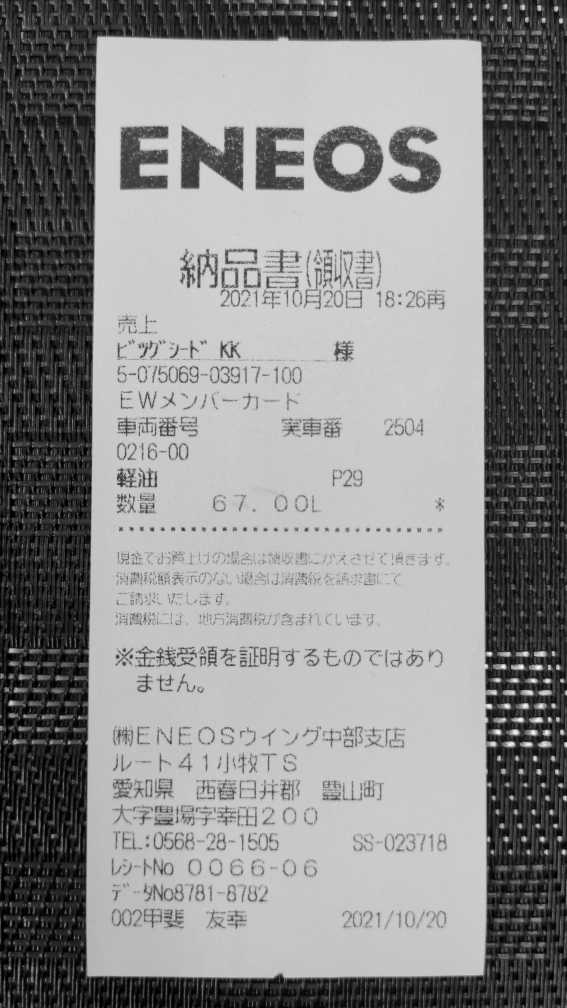 ENEOS
納品書(領収書)
2021年10月20日 18:26再
売上
ビッグシード KK 様
5-075069-03917-100
EWメンバーカード
車両番号 実車番 2504
0216-00
軽油 P29
数量 67.00L *
現金でお買上げの場合は領収書にかえさせて頂きます。
消費税額表示のない場合は消費税を請求書にて
ご請求いたします。
消費税には、地方消費税が含まれています。
※金銭受領を証明するものではあり
ません。
㈱ENEOSウイング中部支店
ルート41小牧TS
愛知県 西春日井郡 豊山町
大字豊場字幸田200
TEL:0568-28-1505 SS-023718
レシートNo 0066-06
データNo8781-8782
002甲斐 友幸 2021/10/20